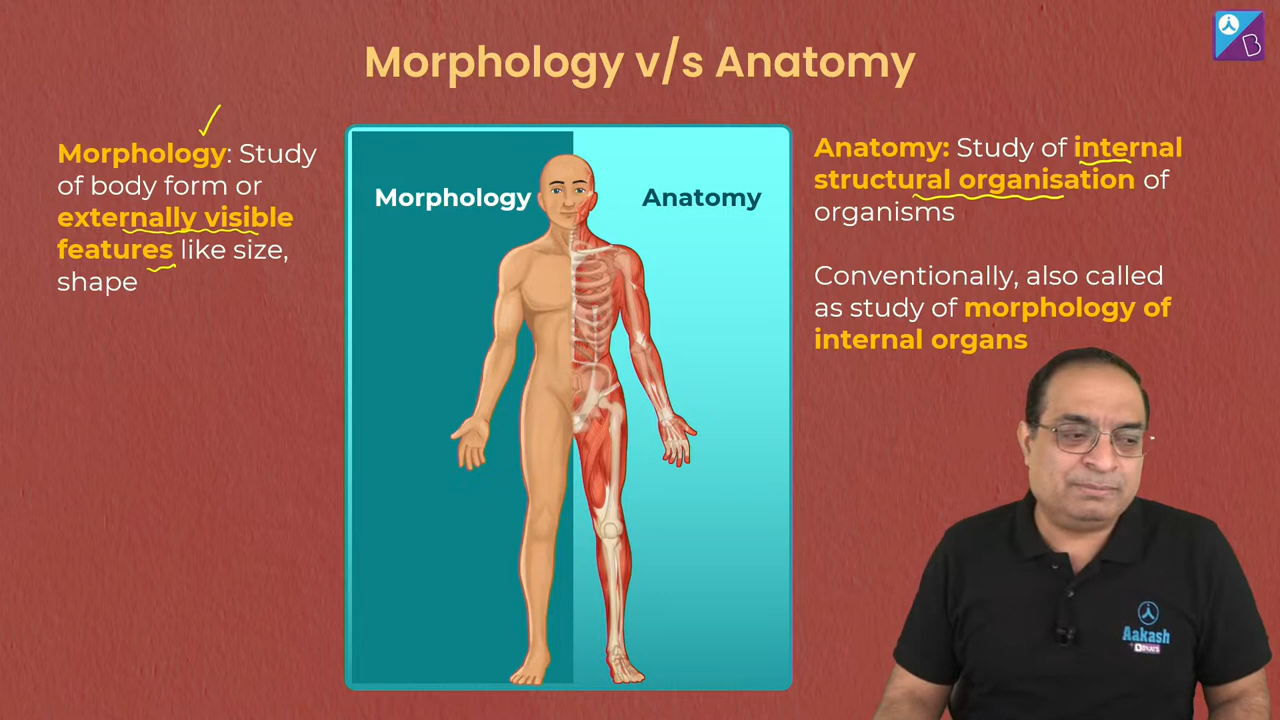 Morphology v/s Anatomy
Morphology: Study
of body form or
externally visible
features like size,
shape
Morphology
Anatomy
Anatomy: Study of internal
structural organisation of
organisms
Conventionally, also called
as study of morphology of
internal organs
Aakash
B